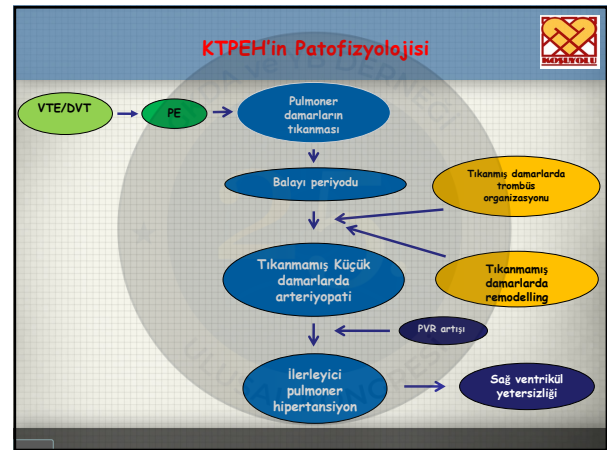 KTPEH'in Patofizyolojisi
KOŞUYOLU
VTE/DVT
PE
Pulmoner
damarların
tıkanması
Balayı periyodu
Tıkanmış damarlarda
trombüs
organizasyonu
Tıkanmamış Küçük
damarlarda
arteriyopati
Tıkanmamış
damarlarda
remodelling
PVR artışı
İlerleyici
pulmoner
hipertansiyon
Sağ ventrikül
yetersizliği